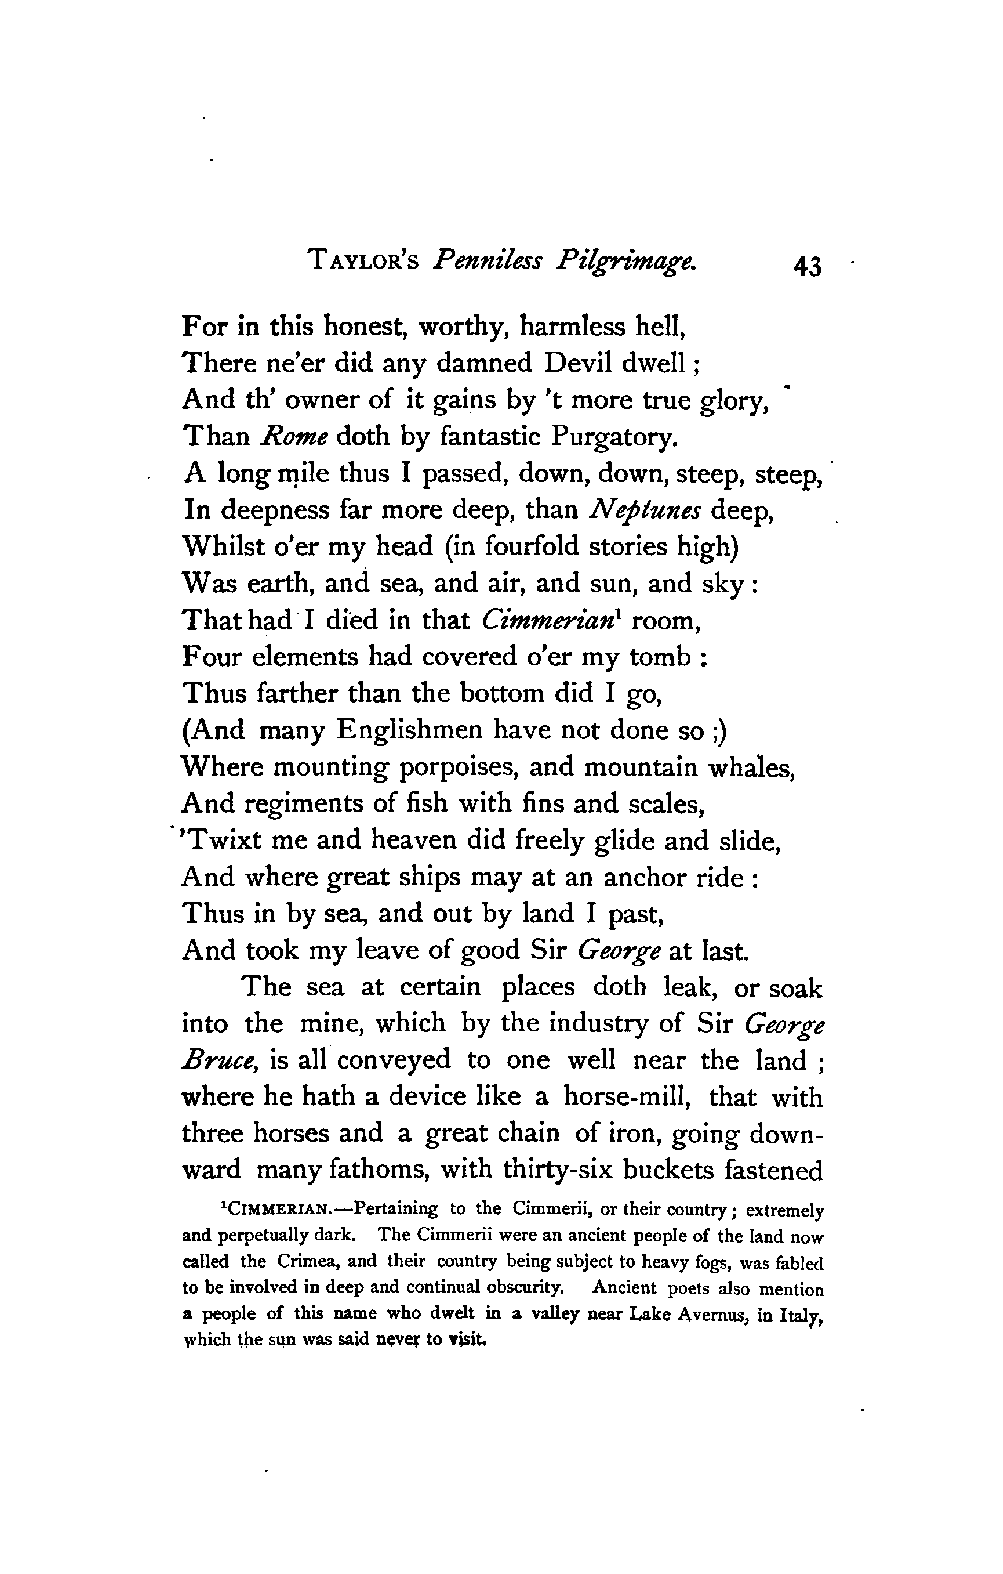 TAYLOR'S Penniless Pilgrimage. 43
For in this honest, worthy, harmless hell,
There ne'er did any damned Devil dwell ;
And th' owner of it gains by 't more true glory,
Than Rome doth by fantastic Purgatory.
A long mile thus I passed, down, down, steep, steep,
In deepness far more deep, than Neptunes deep,
Whilst o'er my head (in fourfold stories high)
Was earth, and sea, and air, and sun, and sky :
That had I died in that Cimmerian¹ room,
Four elements had covered o'er my tomb :
Thus farther than the bottom did I go,
(And many Englishmen have not done so ;)
Where mounting porpoises, and mountain whales,
And regiments of fish with fins and scales,
'Twixt me and heaven did freely glide and slide,
And where great ships may at an anchor ride :
Thus in by sea, and out by land I past,
And took my leave of good Sir George at last.
The sea at certain places doth leak, or soak
into the mine, which by the industry of Sir George
Bruce, is all conveyed to one well near the land ;
where he hath a device like a horse-mill, that with
three horses and a great chain of iron, going down-
ward many fathoms, with thirty-six buckets fastened
¹CIMMERIAN.—Pertaining to the Cimmerii, or their country ; extremely
and perpetually dark. The Cimmerii were an ancient people of the land now
called the Crimea, and their country being subject to heavy fogs, was fabled
to be involved in deep and continual obscurity. Ancient poets also mention
a people of this name who dwelt in a valley near Lake Avernus, in Italy,
which the sun was said never to visit.